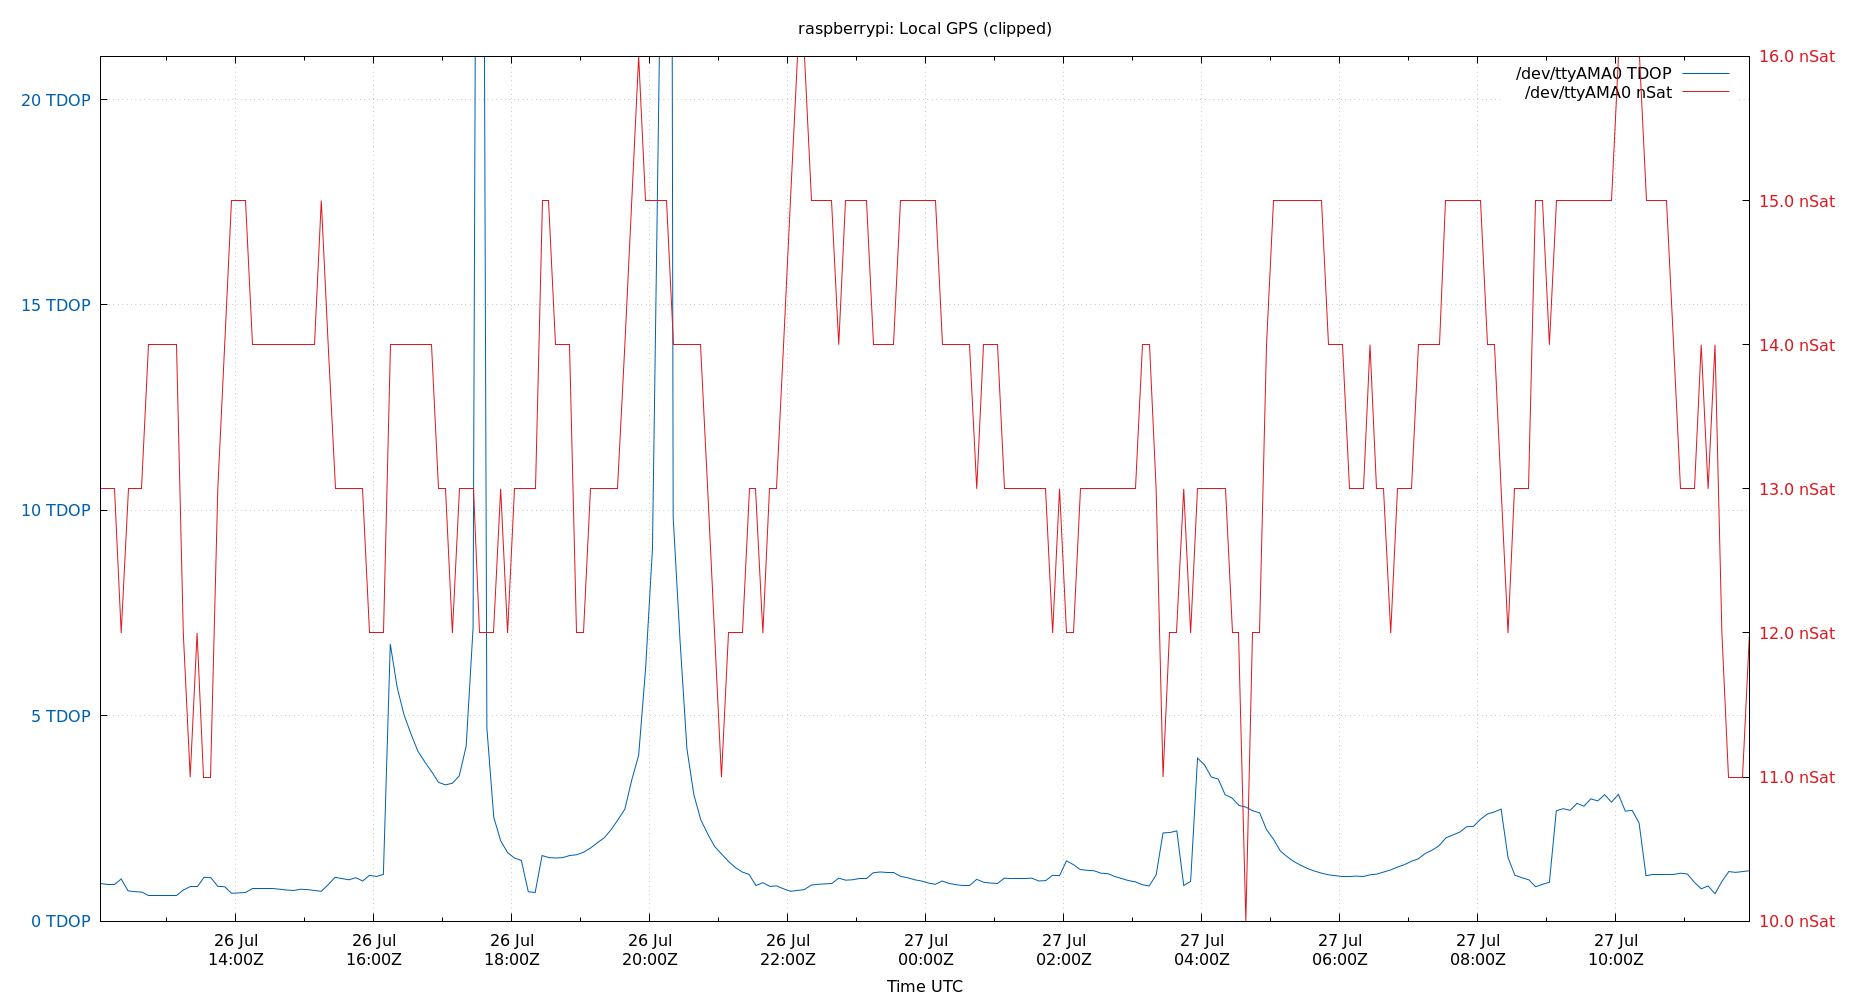 raspberrypi: Local GPS (clipped)
/dev/ttyAMA0 TDOP
/dev/ttyAMA0 nSat
20 TDOP
15 TDOP
10 TDOP
5 TDOP
0 TDOP
16.0 nSat
15.0 nSat
14.0 nSat
13.0 nSat
12.0 nSat
11.0 nSat
10.0 nSat
26 Jul
14:00Z
26 Jul
16:00Z
26 Jul
18:00Z
26 Jul
20:00Z
26 Jul
22:00Z
27 Jul
00:00Z
27 Jul
02:00Z
27 Jul
04:00Z
27 Jul
06:00Z
27 Jul
08:00Z
27 Jul
10:00Z
Time UTC